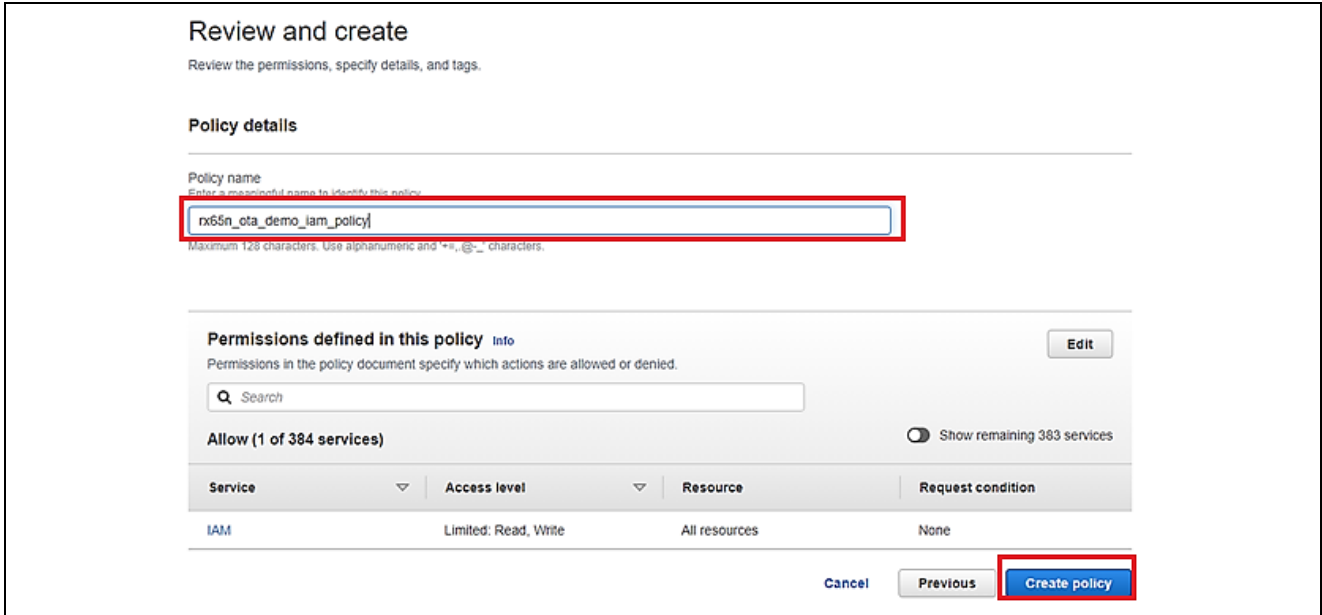 Review and create
Review the permissions, specify details, and tags.
Policy details
Policy name
Enter a meaningful name to identify this policy.
rx65n_ota_demo_iam_policy
Maximum 128 characters. Use alphanumeric and '+=,.@-_' characters.
Permissions defined in this policy Info
Edit
Permissions in the policy document specify which actions are allowed or denied.
Search
Allow (1 of 384 services)
Show remaining 383 services
Service Access level Resource Request condition
IAM Limited: Read, Write All resources None
Cancel Previous Create policy